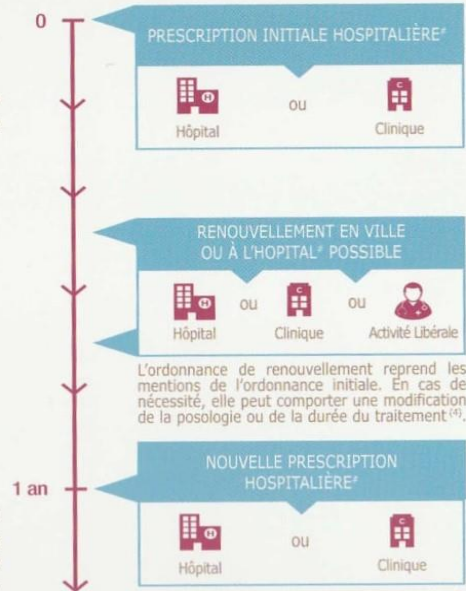 0
PRESCRIPTION INITIALE HOSPITALIÈRE#
H
ou
C
Hôpital
Clinique
RENOUVELLEMENT EN VILLE
OU À L'HOPITAL# POSSIBLE
H
ou
C
ou
Hôpital
Clinique
Activité Libérale
L'ordonnance de renouvellement reprend les
mentions de l'ordonnance initiale. En cas de
nécessité, elle peut comporter une modification
de la posologie ou de la durée du traitement (4).
1 an
NOUVELLE PRESCRIPTION
HOSPITALIÈRE#
H
ou
C
Hôpital
Clinique